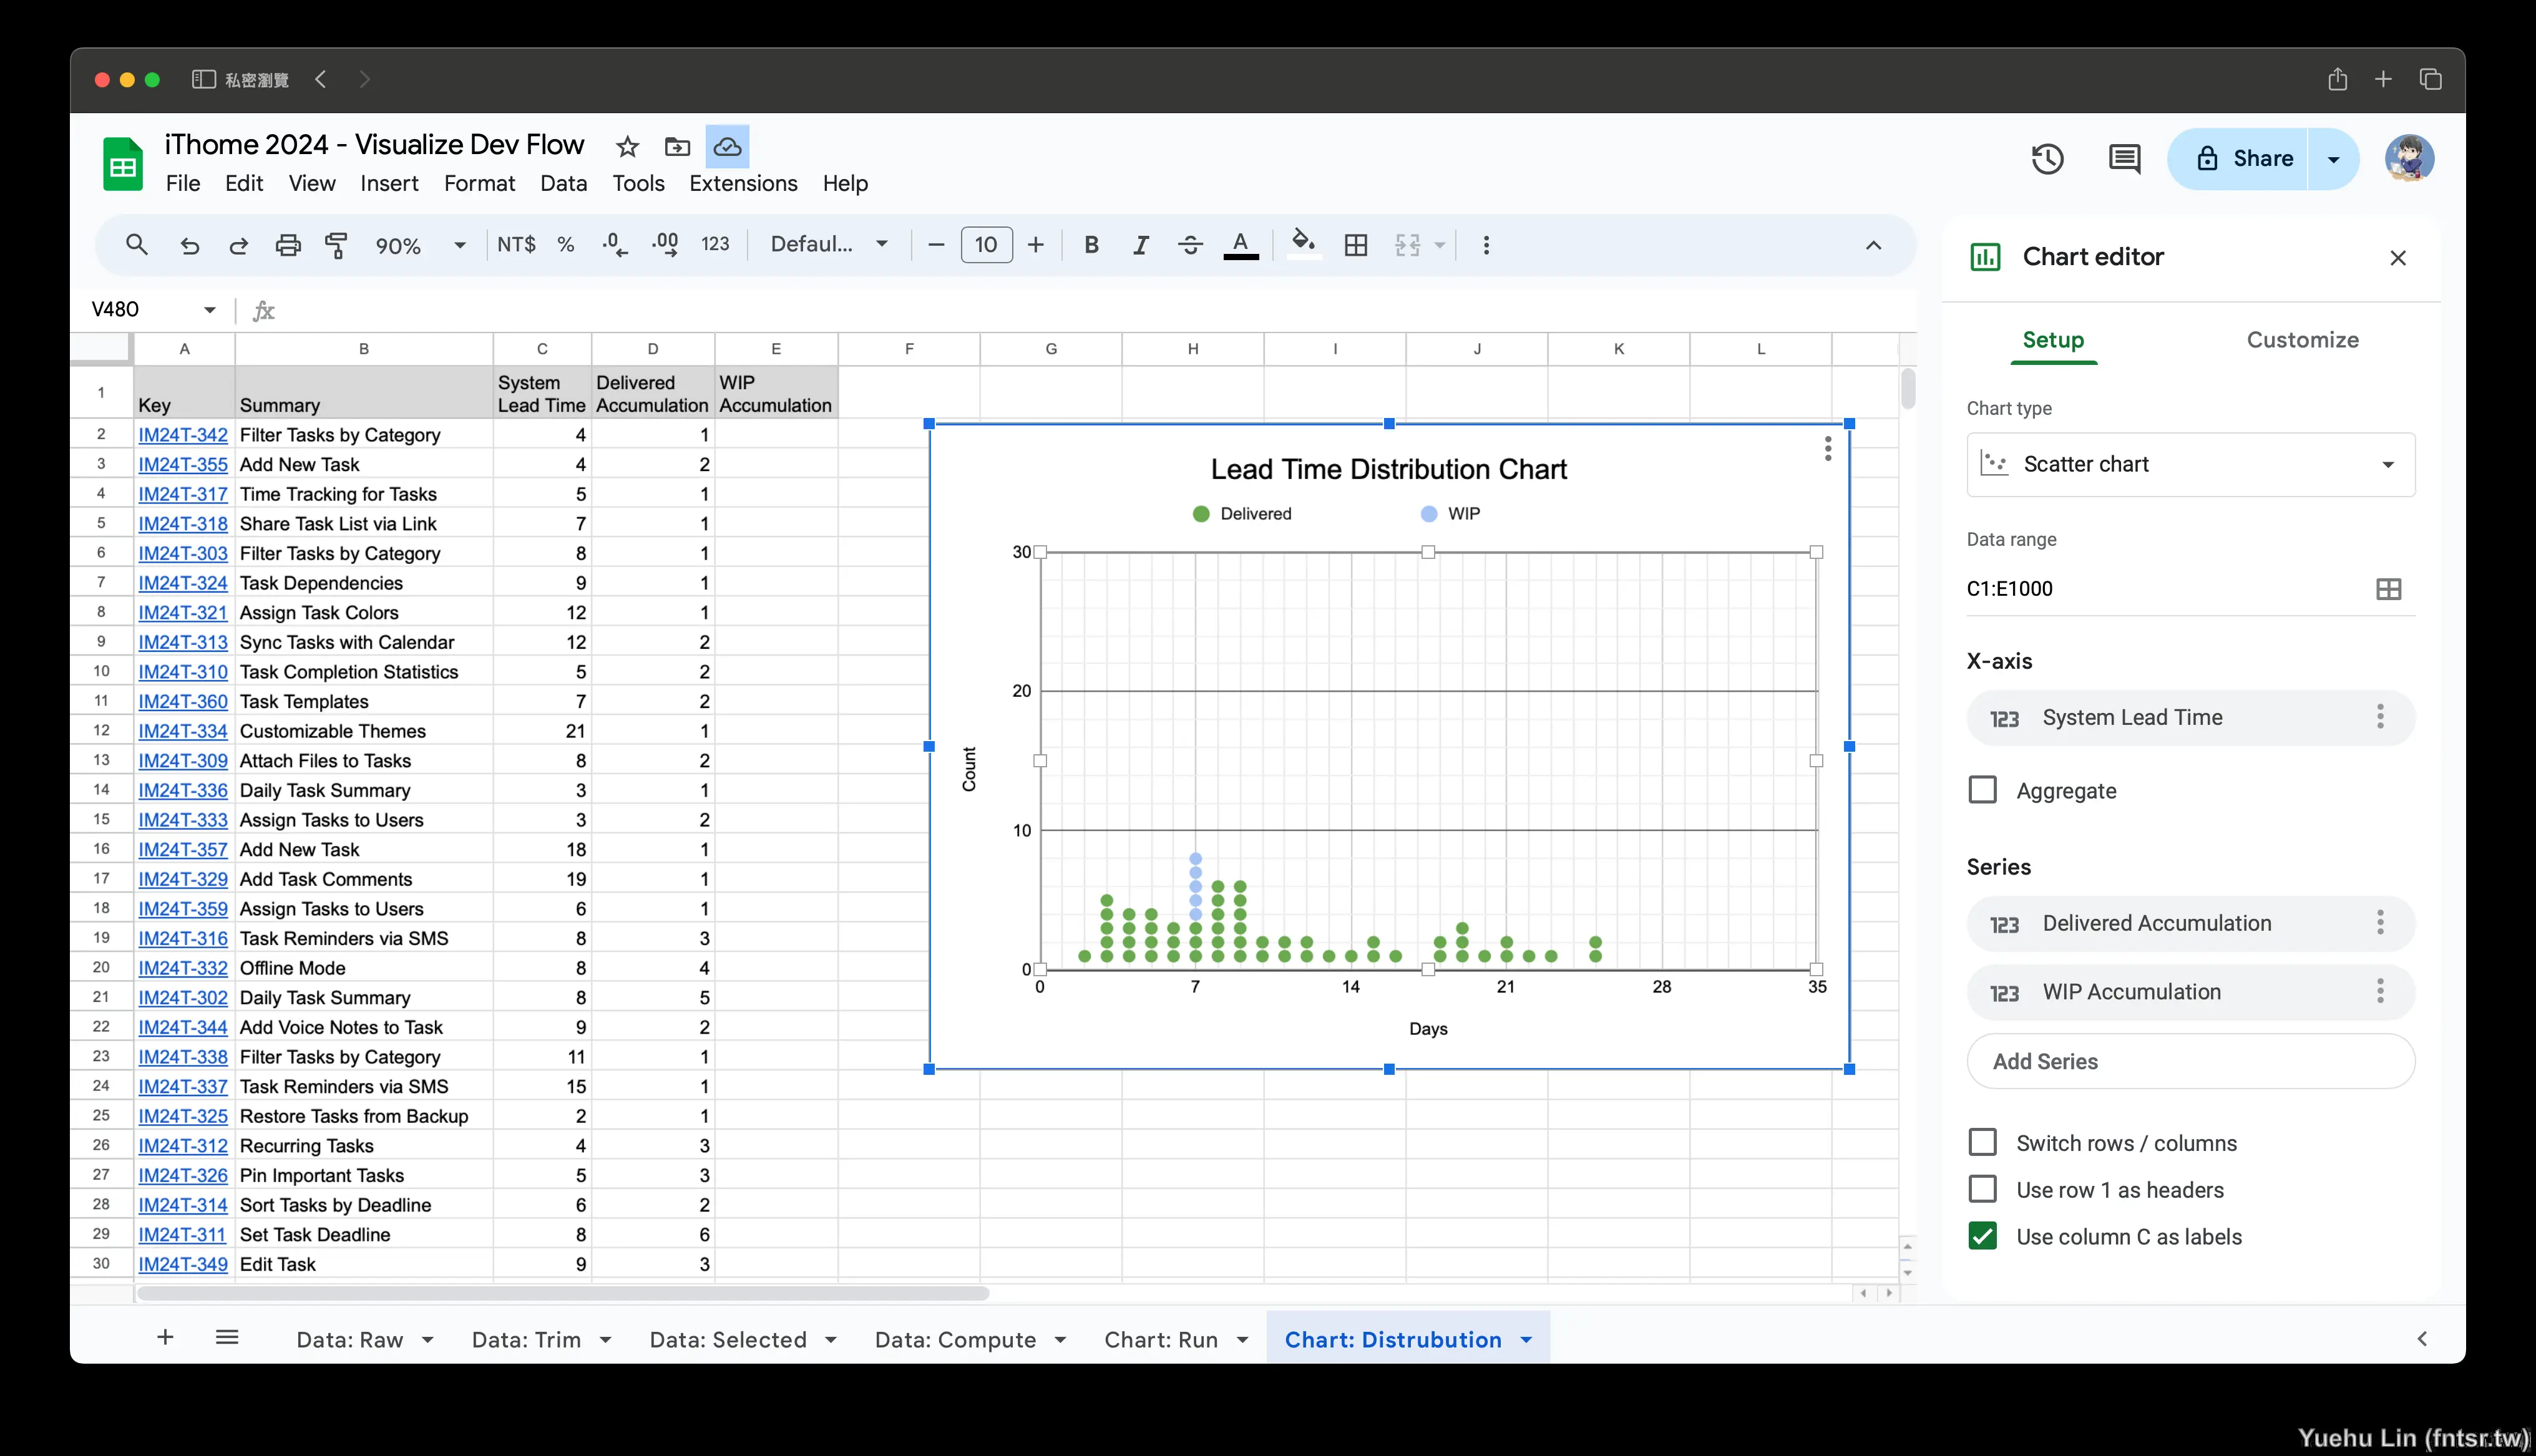 私密瀏覽
iThome 2024 - Visualize Dev Flow
File Edit View Insert Format Data Tools Extensions Help
Share
90% NT$ % .0 .00 123 Defaul... 10 B I S A
V480 fx
A B C D E F G H I J K L
1 Key Summary System Lead Time Delivered Accumulation WIP Accumulation
2 IM24T-342 Filter Tasks by Category 4 1
3 IM24T-355 Add New Task 4 2
4 IM24T-317 Time Tracking for Tasks 5 1
5 IM24T-318 Share Task List via Link 7 1
6 IM24T-303 Filter Tasks by Category 8 1
7 IM24T-324 Task Dependencies 9 1
8 IM24T-321 Assign Task Colors 12 1
9 IM24T-313 Sync Tasks with Calendar 12 2
10 IM24T-310 Task Completion Statistics 5 2
11 IM24T-360 Task Templates 7 2
12 IM24T-334 Customizable Themes 21 1
13 IM24T-309 Attach Files to Tasks 8 2
14 IM24T-336 Daily Task Summary 3 1
15 IM24T-333 Assign Tasks to Users 3 2
16 IM24T-357 Add New Task 18 1
17 IM24T-329 Add Task Comments 19 1
18 IM24T-359 Assign Tasks to Users 6 1
19 IM24T-316 Task Reminders via SMS 8 3
20 IM24T-332 Offline Mode 8 4
21 IM24T-302 Daily Task Summary 8 5
22 IM24T-344 Add Voice Notes to Task 9 2
23 IM24T-338 Filter Tasks by Category 11 1
24 IM24T-337 Task Reminders via SMS 15 1
25 IM24T-325 Restore Tasks from Backup 2 1
26 IM24T-312 Recurring Tasks 4 3
27 IM24T-326 Pin Important Tasks 5 3
28 IM24T-314 Sort Tasks by Deadline 6 2
29 IM24T-311 Set Task Deadline 8 6
30 IM24T-349 Edit Task 9 3
Lead Time Distribution Chart
Delivered WIP
30
20
10
0
Count
0 7 14 21 28 35
Days
Chart editor
Setup Customize
Chart type
Scatter chart
Data range
C1:E1000
X-axis
123 System Lead Time
Aggregate
Series
123 Delivered Accumulation
123 WIP Accumulation
Add Series
Switch rows / columns
Use row 1 as headers
Use column C as labels
Data: Raw Data: Trim Data: Selected Data: Compute Chart: Run Chart: Distrubution
Yuehu Lin (fntsr.tw)